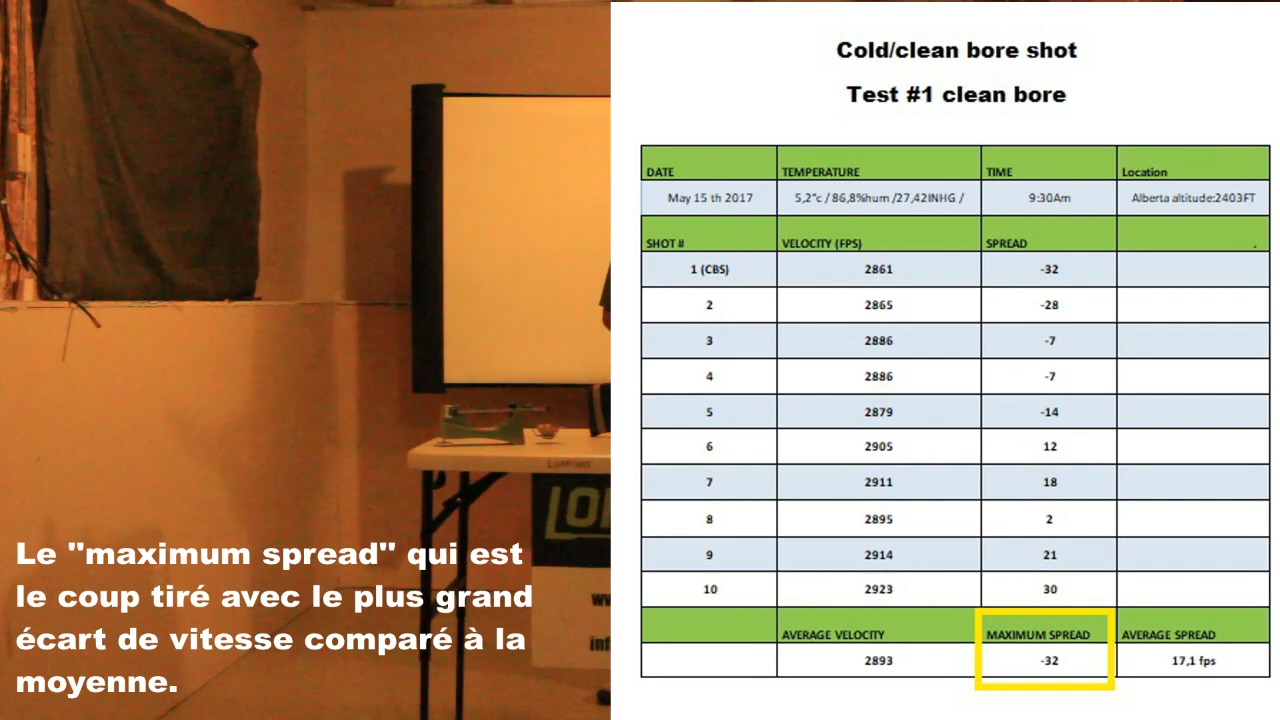 Cold/clean bore shot
Test #1 clean bore
DATE TEMPERATURE TIME Location
May 15 th 2017 5,2°c / 86,8%hum /27,42INHG / 9:30Am Alberta altitude:2403FT
SHOT # VELOCITY (FPS) SPREAD .
1 (CBS) 2861 -32
2 2865 -28
3 2886 -7
4 2886 -7
5 2879 -14
6 2905 12
7 2911 18
8 2895 2
9 2914 21
10 2923 30
AVERAGE VELOCITY MAXIMUM SPREAD AVERAGE SPREAD
2893 -32 17,1 fps
Le "maximum spread" qui est
le coup tiré avec le plus grand
écart de vitesse comparé à la
moyenne.